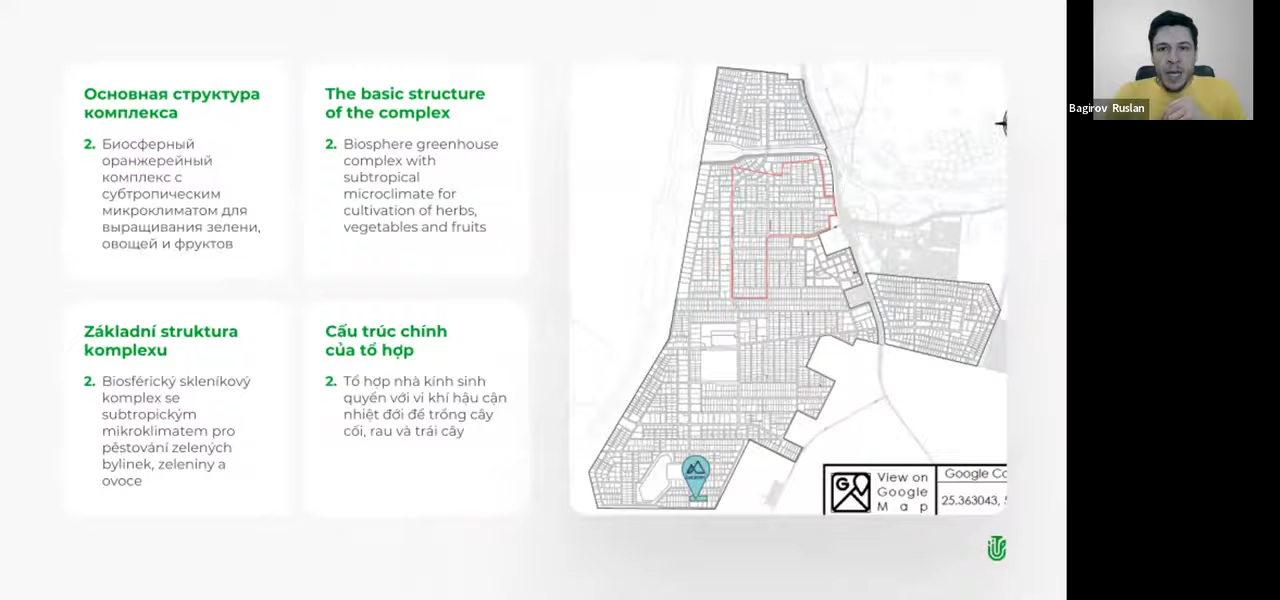 Основная структура
комплекса
2. Биосферный
оранжерейный
комплекс с
субтропическим
микроклиматом для
выращивания зелени,
овощей и фруктов
The basic structure
of the complex
2. Biosphere greenhouse
complex with
subtropical
microclimate for
cultivation of herbs,
vegetables and fruits
Základní struktura
komplexu
2. Biosférický skleníkový
komplex se
subtropickým
mikroklimatem pro
pěstování zelených
bylinek, zeleniny a
ovoce
Cấu trúc chính
của tổ hợp
2. Tổ hợp nhà kính sinh
quyển với vi khí hậu cận
nhiệt đới để trồng cây
cối, rau và trái cây
View on
Google
M a p
Google Co
25.363043,
Bagirov Ruslan